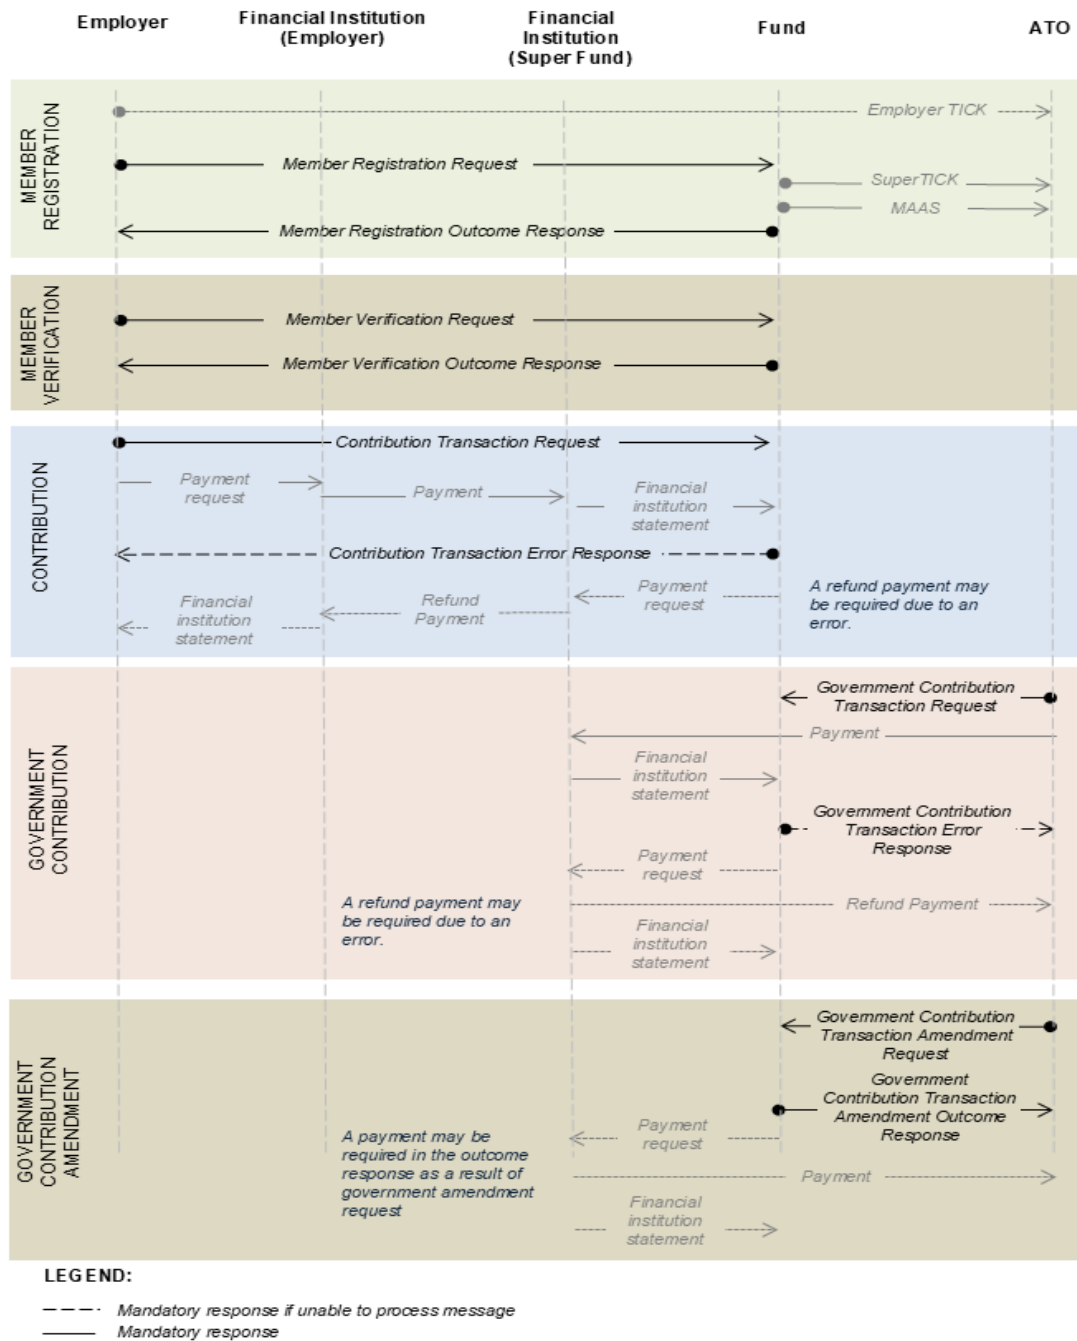 Employer
Financial Institution
(Employer)
Financial
Institution
(Super Fund)
Fund
ATO
MEMBER
REGISTRATION
Employer TICK
Member Registration Request
SuperTICK
MAAS
Member Registration Outcome Response
MEMBER
VERIFICATION
Member Verification Request
Member Verification Outcome Response
CONTRIBUTION
Contribution Transaction Request
Payment
request
Payment
Financial
institution
statement
Contribution Transaction Error Response
Payment
request
Refund
Payment
Financial
institution
statement
A refund payment may
be required due to an
error.
GOVERNMENT
CONTRIBUTION
Government Contribution
Transaction Request
Payment
Financial
institution
statement
Government Contribution
Transaction Error
Response
Payment
request
A refund payment may
be required due to an
error.
Refund Payment
Financial
institution
statement
GOVERNMENT
CONTRIBUTION
AMENDMENT
Government Contribution
Transaction Amendment
Request
Government
Contribution Transaction
Amendment Outcome
Response
Payment
request
A payment may be
required in the outcome
response as a result of
government amendment
request
Payment
Financial
institution
statement
LEGEND:
Mandatory response if unable to process message
Mandatory response